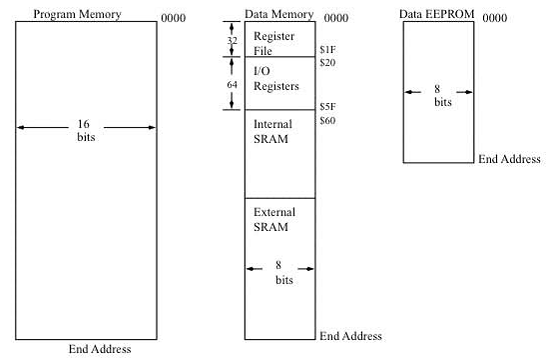 Program Memory
0000
16
bits
End Address
Data Memory
0000
32
Register
File
$1F
$20
64
I/O
Registers
$5F
$60
Internal
SRAM
External
SRAM
8
bits
End Address
Data EEPROM
0000
8
bits
End Address